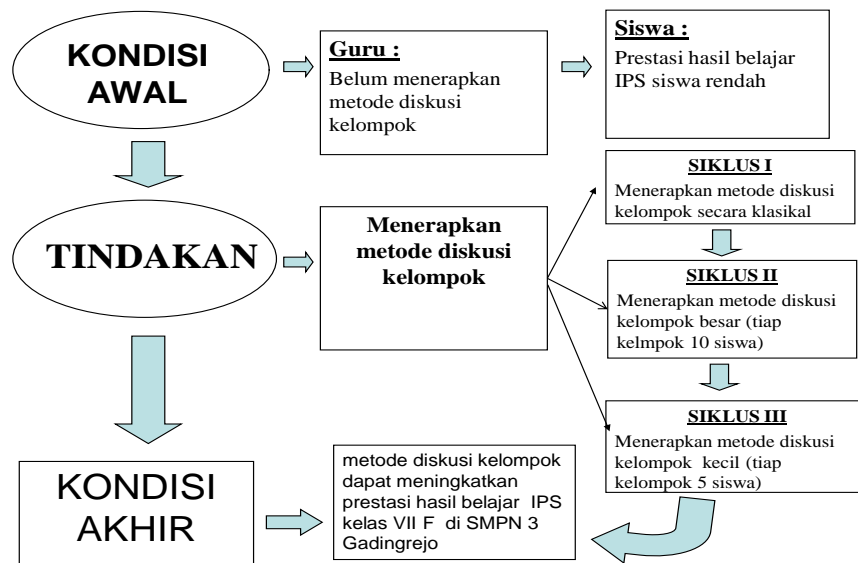 KONDISI
AWAL
Guru :
Belum menerapkan
metode diskusi
kelompok
Siswa :
Prestasi hasil belajar
IPS siswa rendah
TINDAKAN
Menerapkan
metode diskusi
kelompok
SIKLUS I
Menerapkan metode diskusi
kelompok secara klasikal
SIKLUS II
Menerapkan metode diskusi
kelompok besar (tiap
kelmpok 10 siswa)
SIKLUS III
Menerapkan metode diskusi
kelompok kecil (tiap
kelompok 5 siswa)
KONDISI
AKHIR
metode diskusi kelompok
dapat meningkatkan
prestasi hasil belajar IPS
kelas VII F di SMPN 3
Gadingrejo